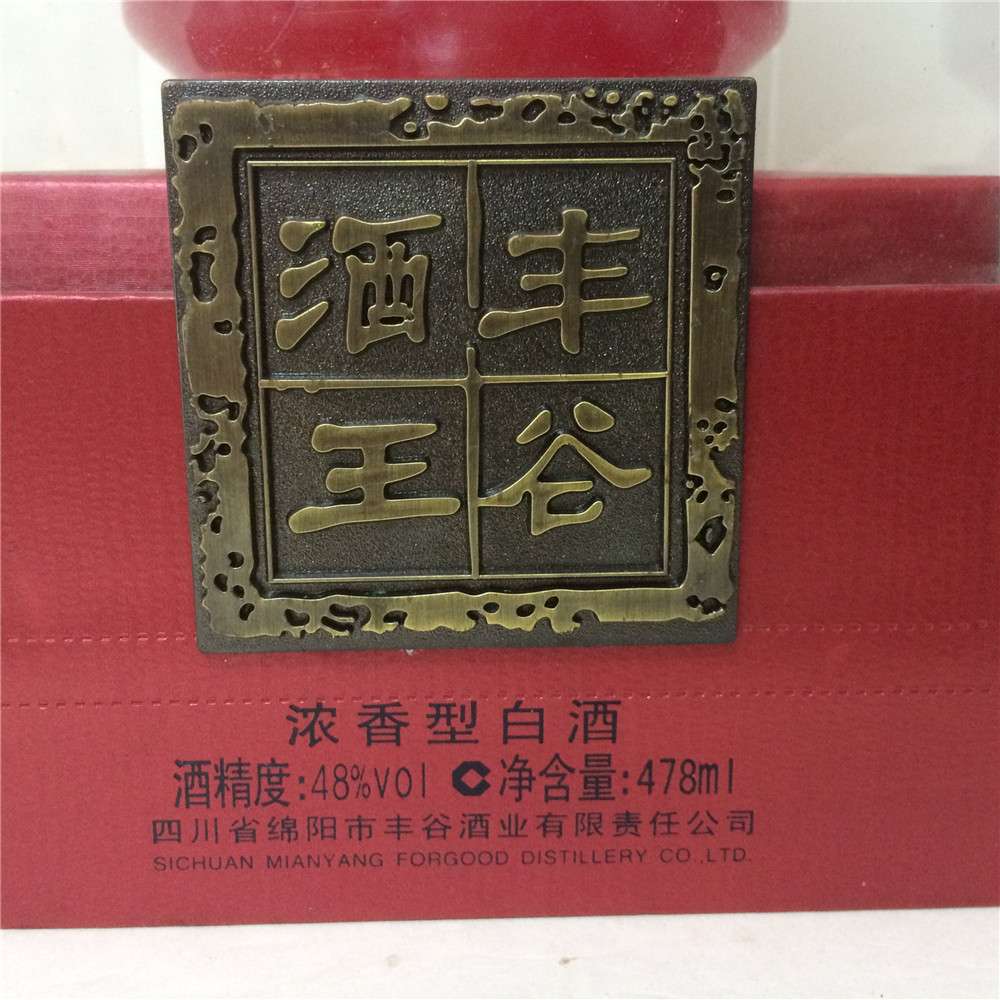 丰谷
酒王
浓香型白酒
酒精度:48%vol 净含量:478ml
四川省绵阳市丰谷酒业有限责任公司
SICHUAN MIANYANG FORGOOD DISTILLERY CO.,LTD.